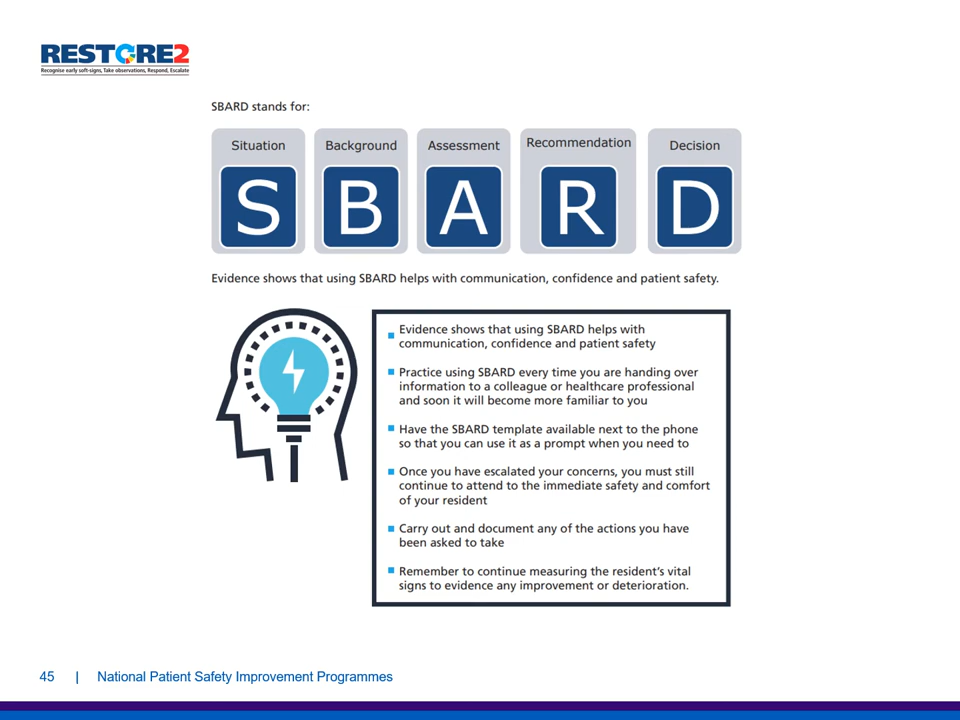 RESTORE2
Recognise early soft-signs, Take observations, Respond, Escalate
SBARD stands for:
Situation
Background
Assessment
Recommendation
Decision
S
B
A
R
D
Evidence shows that using SBARD helps with communication, confidence and patient safety.
Evidence shows that using SBARD helps with
communication, confidence and patient safety
Practice using SBARD every time you are handing over
information to a colleague or healthcare professional
and soon it will become more familiar to you
Have the SBARD template available next to the phone
so that you can use it as a prompt when you need to
Once you have escalated your concerns, you must still
continue to attend to the immediate safety and comfort
of your resident
Carry out and document any of the actions you have
been asked to take
Remember to continue measuring the resident's vital
signs to evidence any improvement or deterioration.
45 | National Patient Safety Improvement Programmes